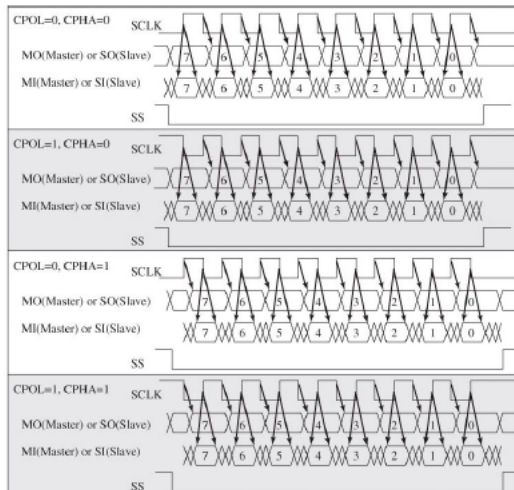 CPOL=0, CPHA=0
SCLK
MO(Master) or SO(Slave)
7 6 5 4 3 2 1 0
MI(Master) or SI(Slave)
7 6 5 4 3 2 1 0
SS
CPOL=1, CPHA=0
SCLK
MO(Master) or SO(Slave)
7 6 5 4 3 2 1 0
MI(Master) or SI(Slave)
7 6 5 4 3 2 1 0
SS
CPOL=0, CPHA=1
SCLK
MO(Master) or SO(Slave)
7 6 5 4 3 2 1 0
MI(Master) or SI(Slave)
7 6 5 4 3 2 1 0
SS
CPOL=1, CPHA=1
SCLK
MO(Master) or SO(Slave)
7 6 5 4 3 2 1 0
MI(Master) or SI(Slave)
7 6 5 4 3 2 1 0
SS